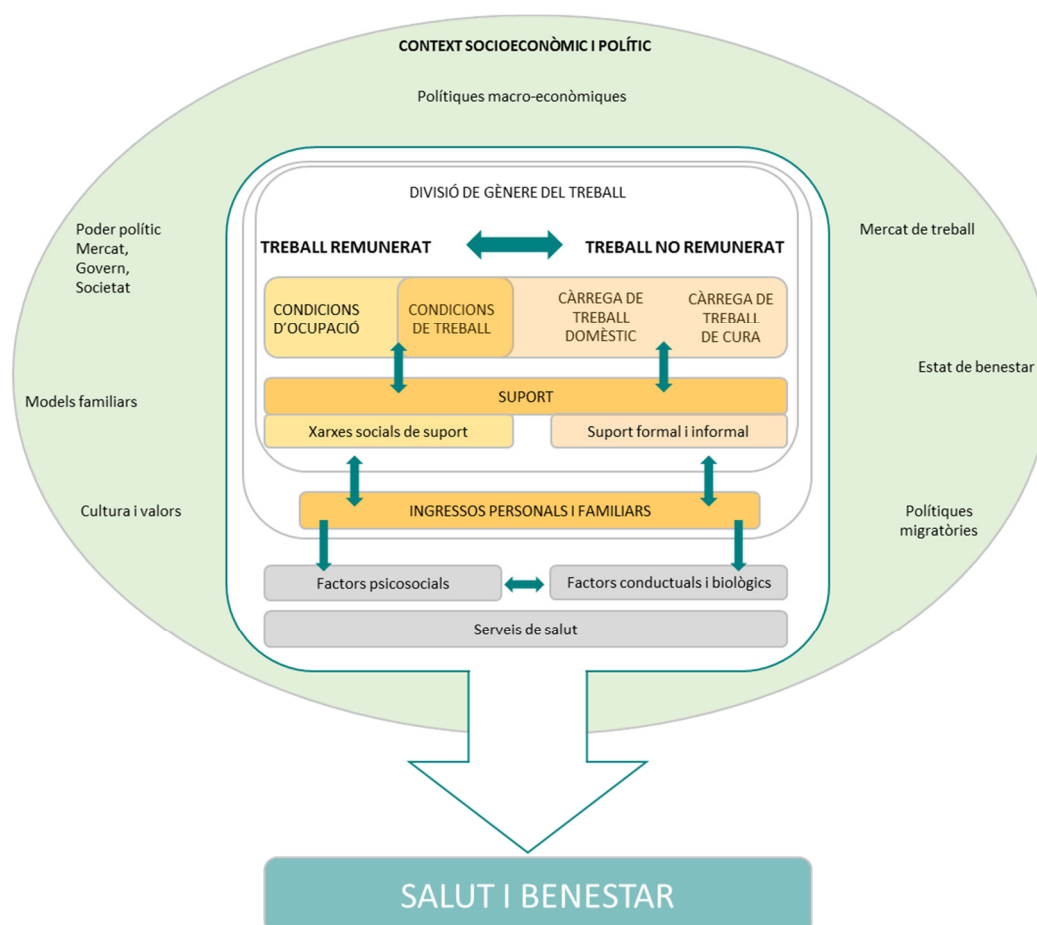 CONTEXT SOCIOECONÒMIC I POLÍTIC
Polítiques macro-econòmiques
DIVISIÓ DE GÈNERE DEL TREBALL
Poder polític
Mercat,
Govern,
Societat
Mercat de treball
TREBALL REMUNERAT
TREBALL NO REMUNERAT
CONDICIONS
D'OCUPACIÓ
CONDICIONS
DE TREBALL
CÀRREGA DE
TREBALL
DOMÈSTIC
CÀRREGA DE
TREBALL
DE CURA
Estat de benestar
Models familiars
SUPORT
Xarxes socials de suport
Suport formal i informal
Cultura i valors
INGRESSOS PERSONALS I FAMILIARS
Polítiques
migratòries
Factors psicosocials
Factors conductuals i biològics
Serveis de salut
SALUT I BENESTAR